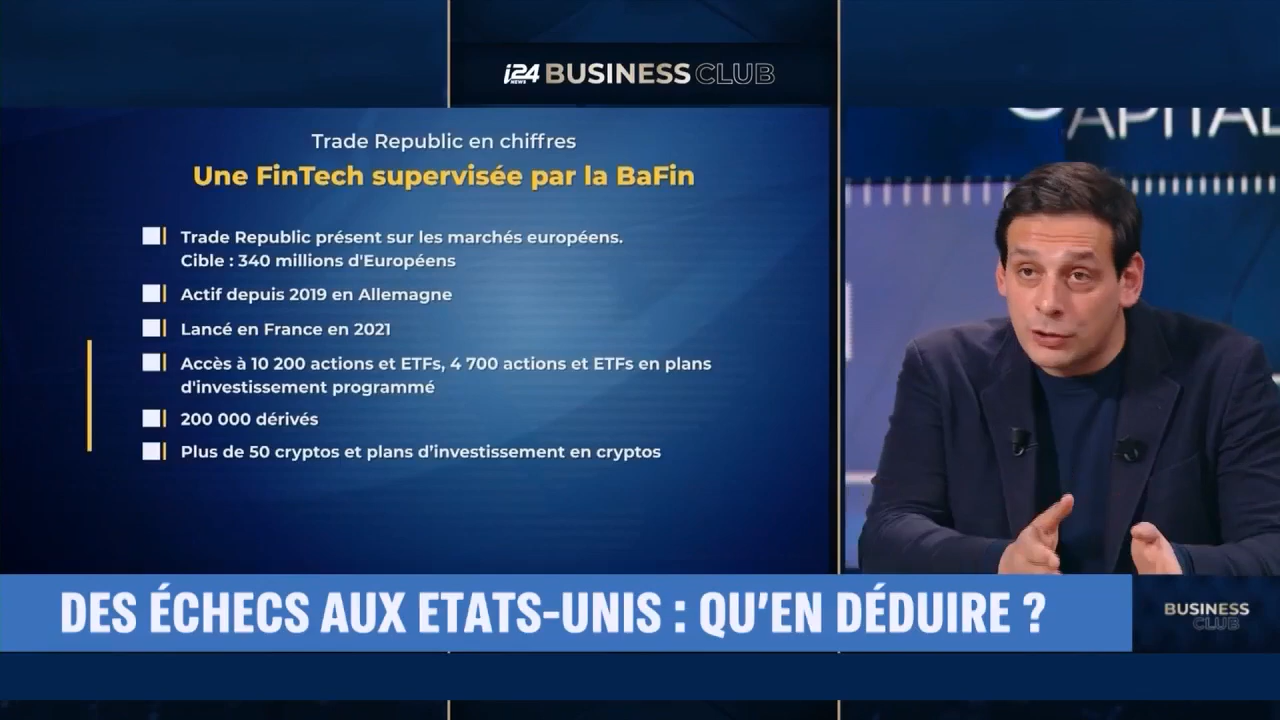 i24 NEWS BUSINESS CLUB
Trade Republic en chiffres
Une FinTech supervisée par la BaFin
Trade Republic présent sur les marchés européens.
Cible : 340 millions d'Européens
Actif depuis 2019 en Allemagne
Lancé en France en 2021
Accès à 10 200 actions et ETFs, 4 700 actions et ETFs en plans
d'investissement programmé
200 000 dérivés
Plus de 50 cryptos et plans d’investissement en cryptos
APITAL
DES ÉCHECS AUX ETATS-UNIS : QU’EN DÉDUIRE ?
BUSINESS
CLUB